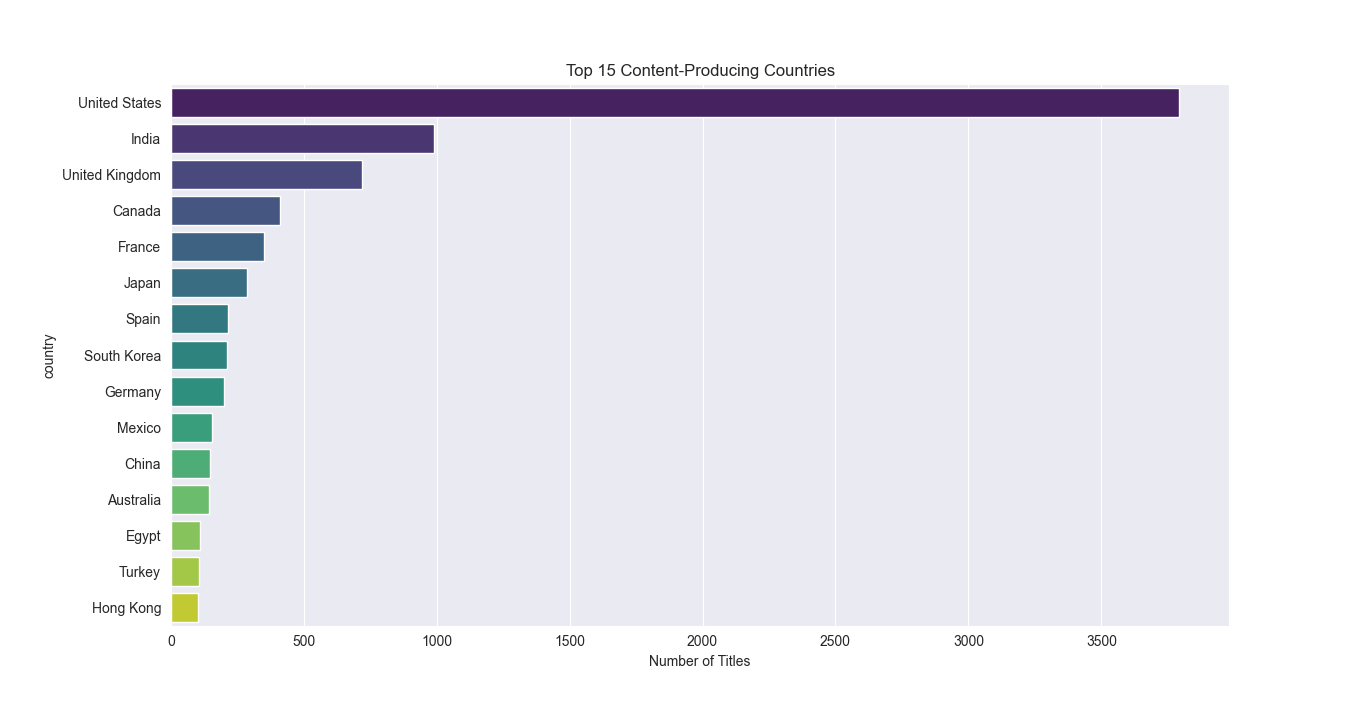 Top 15 Content-Producing Countries
United States
India
United Kingdom
Canada
France
Japan
Spain
South Korea
Germany
Mexico
China
Australia
Egypt
Turkey
Hong Kong
country
0 500 1000 1500 2000 2500 3000 3500
Number of Titles